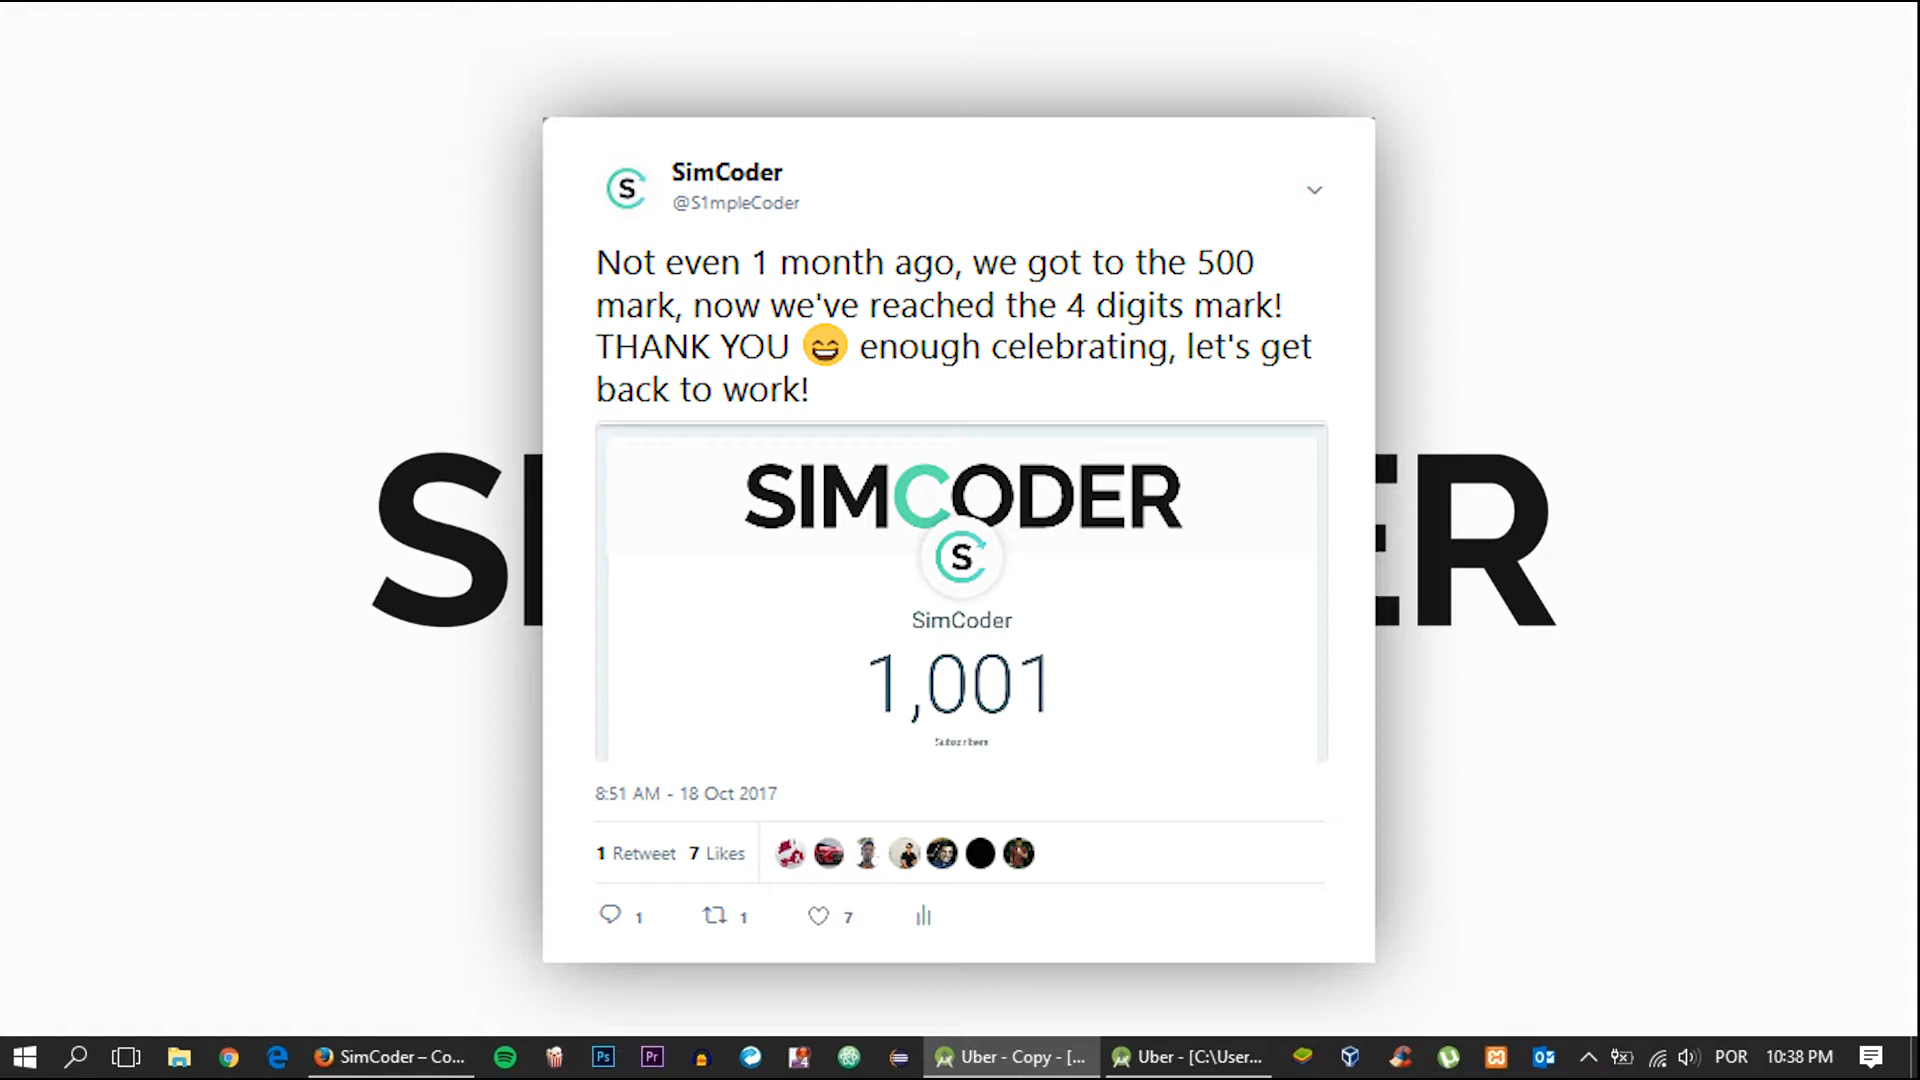 SimCoder
@S1mpleCoder
Not even 1 month ago, we got to the 500
mark, now we've reached the 4 digits mark!
THANK YOU 😄 enough celebrating, let's get
back to work!
SIMCODER
S
SimCoder
1,001
Subscribers
8:51 AM - 18 Oct 2017
1 Retweet 7 Likes
1 1 7
SimCoder – Co...
Ps
Pr
Uber - Copy - [...
Uber - [C:\User...
POR
10:38 PM